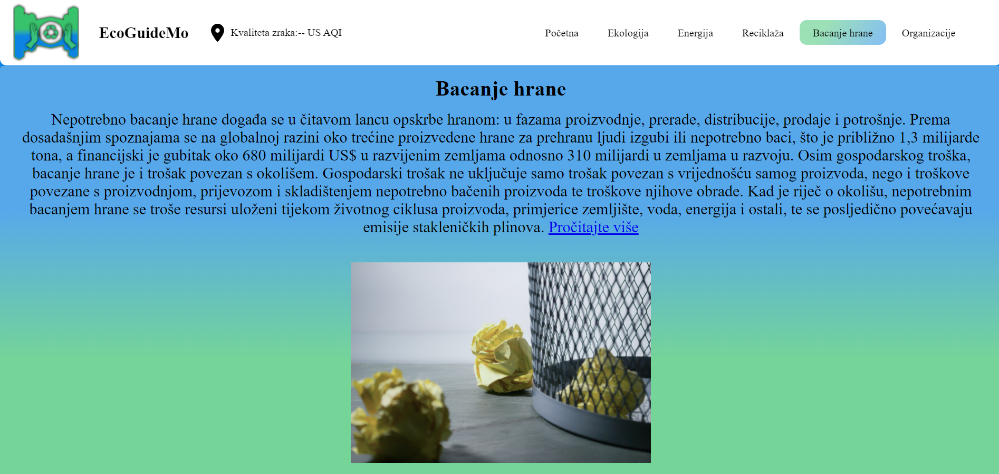 EcoGuideMo
Kvaliteta zraka:-- US AQI
Početna
Ekologija
Energija
Reciklaža
Bacanje hrane
Organizacije
Bacanje hrane
Nepotrebno bacanje hrane događa se u čitavom lancu opskrbe hranom: u fazama proizvodnje, prerade, distribucije, prodaje i potrošnje. Prema
dosadašnjim spoznajama se na globalnoj razini oko trećine proizvedene hrane za prehranu ljudi izgubi ili nepotrebno baci, što je približno 1,3 milijarde
tona, a financijski je gubitak oko 680 milijardi US$ u razvijenim zemljama odnosno 310 milijardi u zemljama u razvoju. Osim gospodarskog troška,
bacanje hrane je i trošak povezan s okolišem. Gospodarski trošak ne uključuje samo trošak povezan s vrijednošću samog proizvoda, nego i troškove
povezane s proizvodnjom, prijevozom i skladištenjem nepotrebno bačenih proizvoda te troškove njihove obrade. Kad je riječ o okolišu, nepotrebnim
bacanjem hrane se troše resursi uloženi tijekom životnog ciklusa proizvoda, primjerice zemljište, voda, energija i ostali, te se posljedično povećavaju
emisije stakleničkih plinova. Pročitajte više